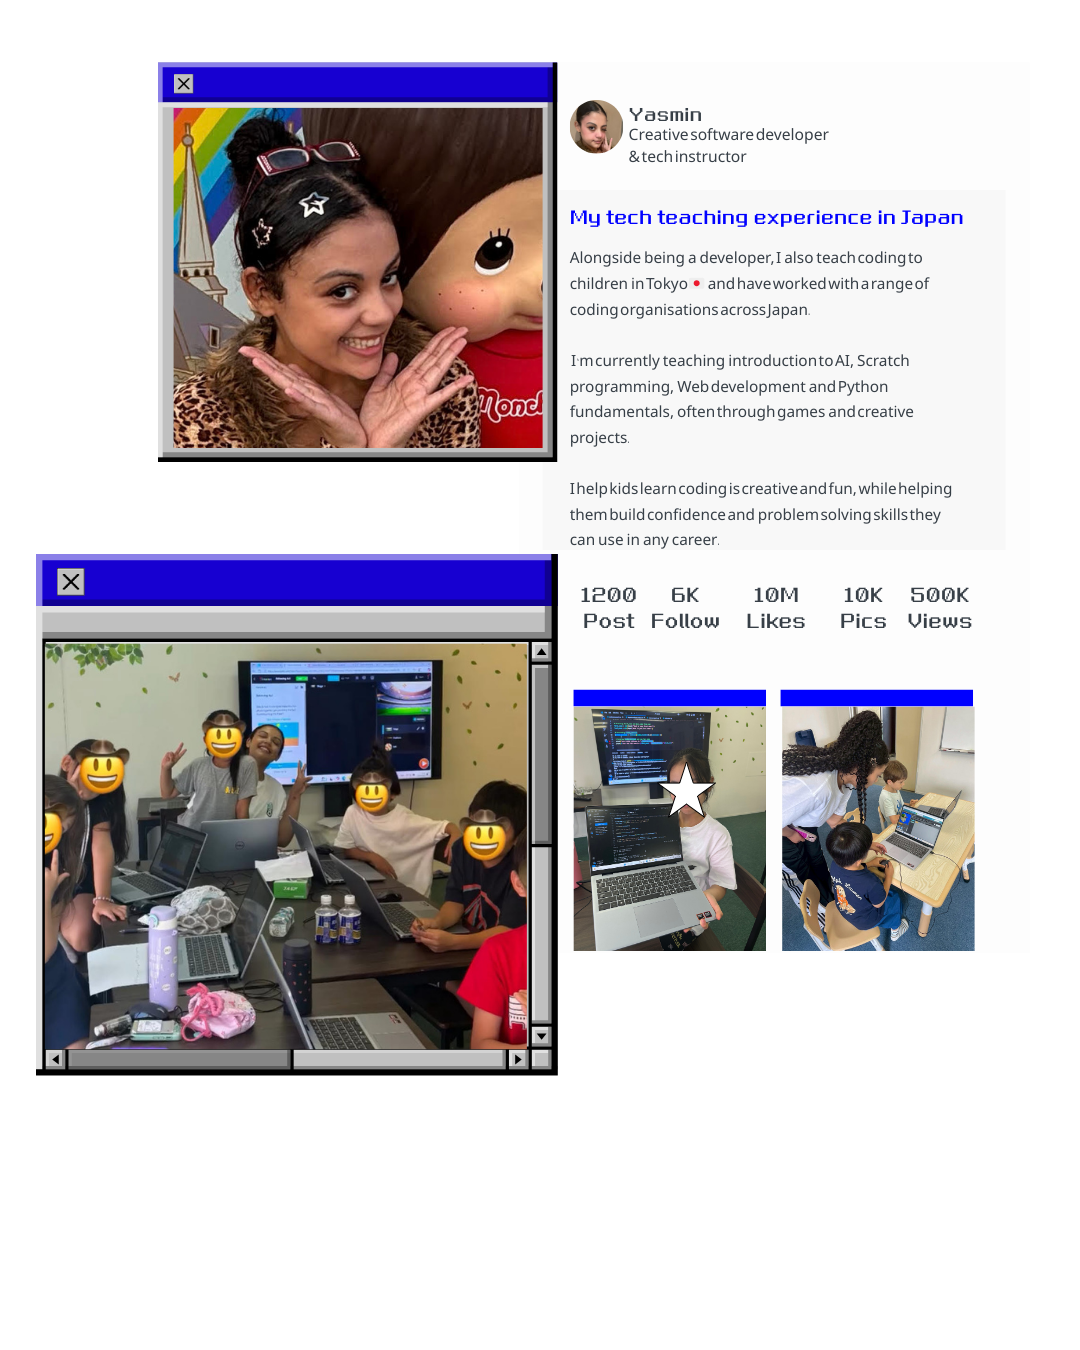 Yasmin
Creative software developer
& tech instructor
My tech teaching experience in Japan
Alongside being a developer, I also teach coding to
children in Tokyo 🇯🇵 and have worked with a range of
coding organisations across Japan.
I'm currently teaching introduction to AI, Scratch
programming, Web development and Python
fundamentals, often through games and creative
projects.
I help kids learn coding is creative and fun, while helping
them build confidence and problem solving skills they
can use in any career.
1200 6K 10M 10K 500K
Post Follow Likes Pics Views
Monch